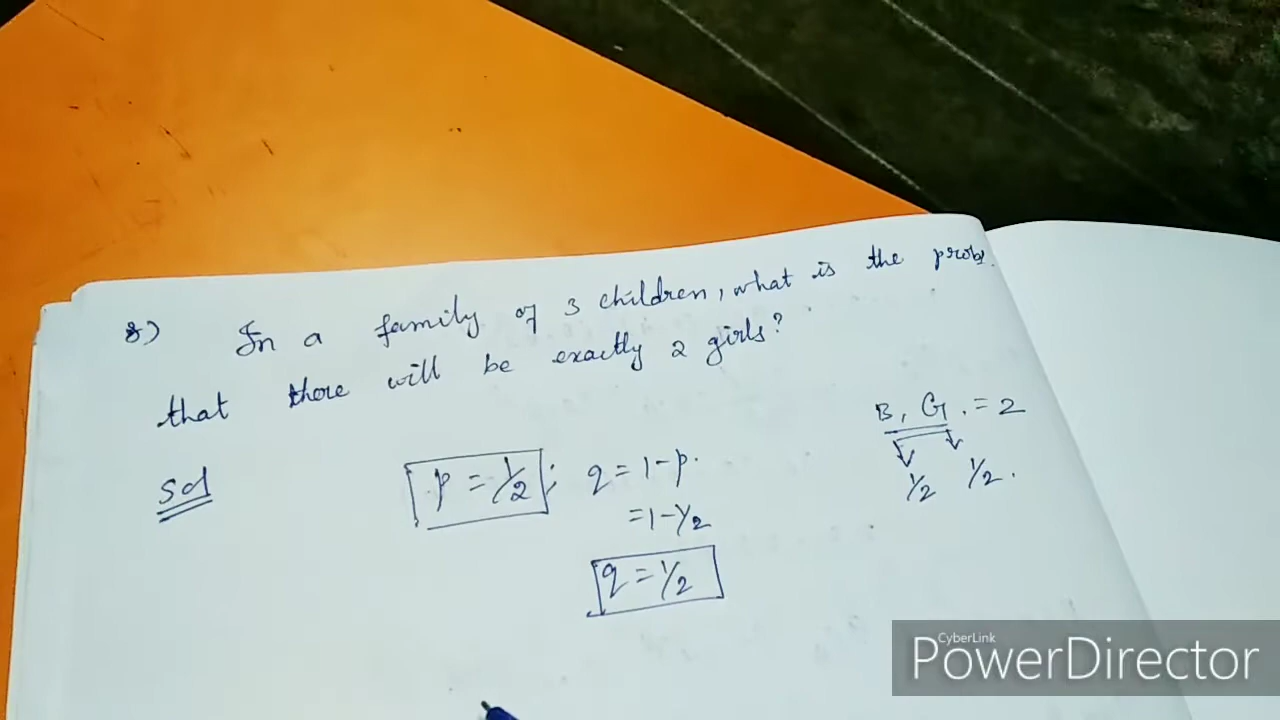 8) In a family of 3 children, what is the prob.
that there will be exactly 2 girls?
Sol
p = 1/2 ; q = 1 - p.
= 1 - 1/2
q = 1/2
B, G. = 2
1/2 1/2.
CyberLink
PowerDirector